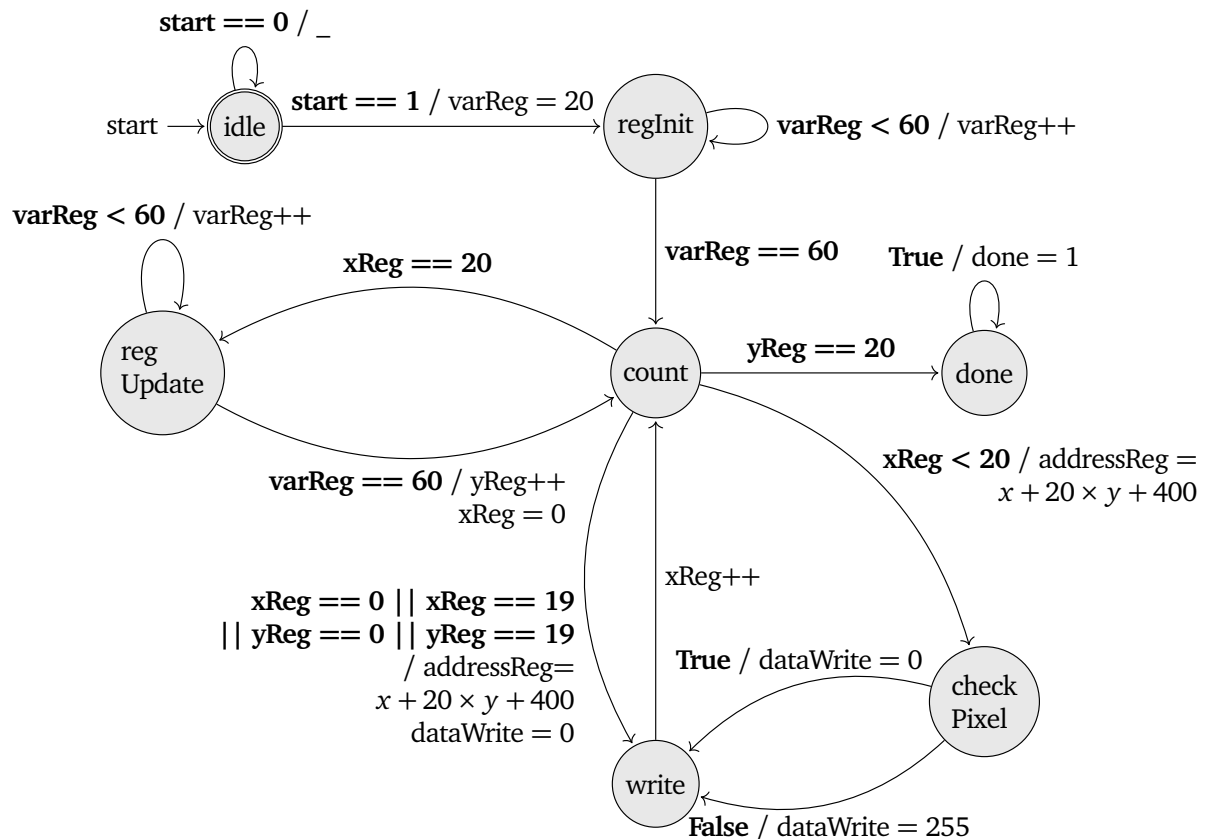 start == 0 / _
start
idle
start == 1 / varReg = 20
regInit
varReg < 60 / varReg++
varReg < 60 / varReg++
xReg == 20
varReg == 60
True / done = 1
reg
Update
count
yReg == 20
done
varReg == 60 / yReg++
xReg = 0
xReg < 20 / addressReg =
x + 20 × y + 400
xReg == 0 || xReg == 19
|| yReg == 0 || yReg == 19
/ addressReg=
x + 20 × y + 400
dataWrite = 0
xReg++
True / dataWrite = 0
check
Pixel
write
False / dataWrite = 255